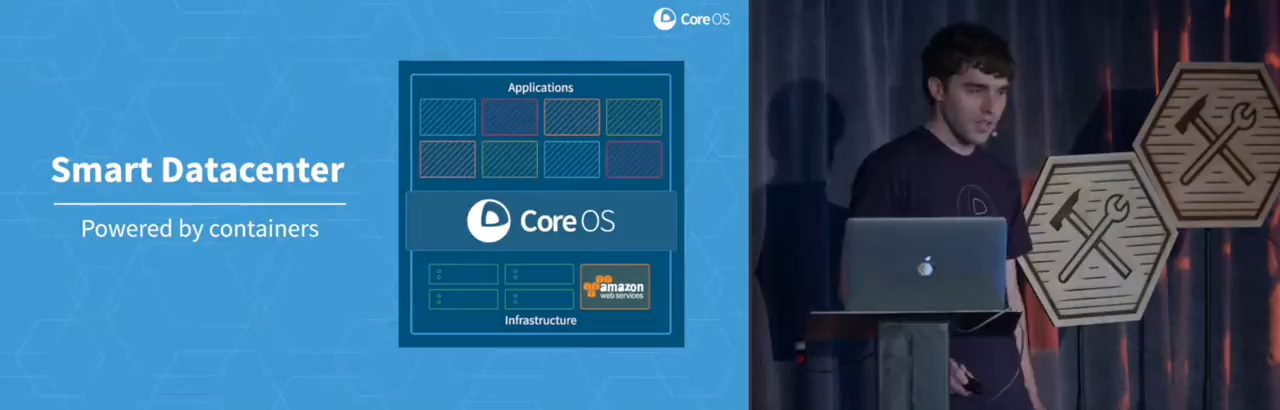 CoreOS
Smart Datacenter
Powered by containers
Applications
CoreOS
amazon
web services
Infrastructure